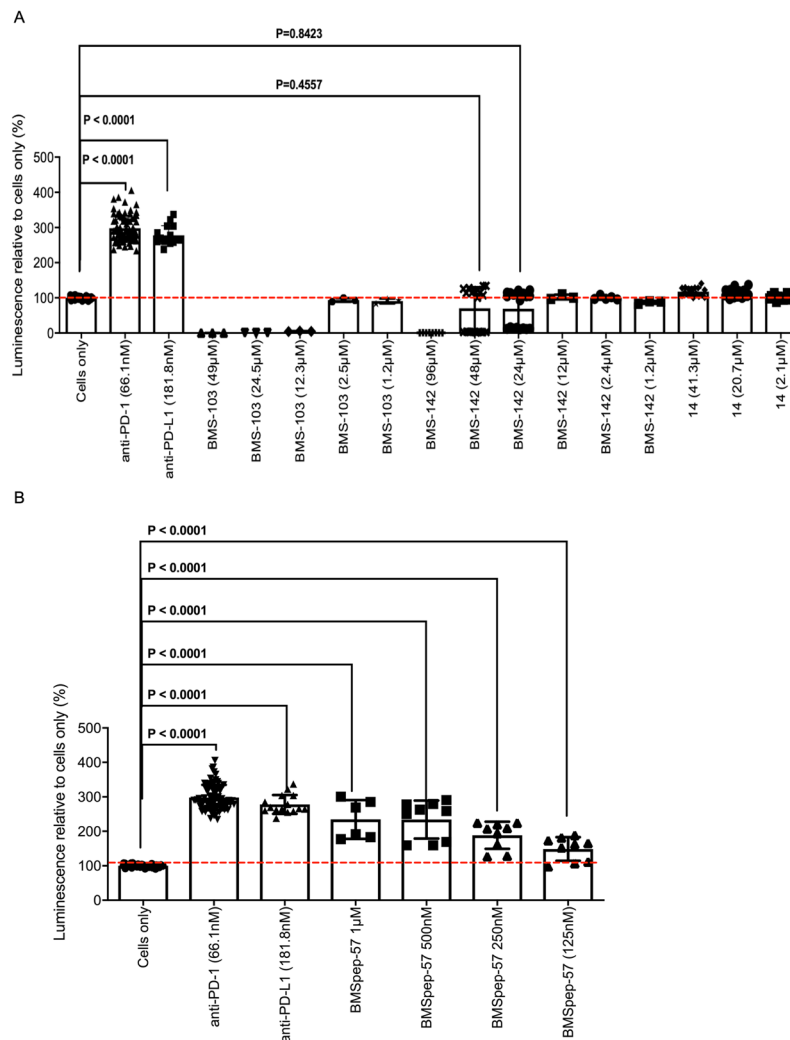 A
P=0.8423
P=0.4557
P < 0.0001
P < 0.0001
Luminescence relative to cells only (%)
500
400
300
200
100
0
Cells only
anti-PD-1 (66.1nM)
anti-PD-L1 (181.8nM)
BMS-103 (49µM)
BMS-103 (24.5µM)
BMS-103 (12.3µM)
BMS-103 (2.5µM)
BMS-103 (1.2µM)
BMS-142 (96µM)
BMS-142 (48µM)
BMS-142 (24µM)
BMS-142 (12µM)
BMS-142 (2.4µM)
BMS-142 (1.2µM)
14 (41.3µM)
14 (20.7µM)
14 (2.1µM)
B
P < 0.0001
P < 0.0001
P < 0.0001
P < 0.0001
P < 0.0001
P < 0.0001
Luminescence relative to cells only (%)
500
400
300
200
100
0
Cells only
anti-PD-1 (66.1nM)
anti-PD-L1 (181.8nM)
BMSpep-57 1µM
BMSpep-57 500nM
BMSpep-57 250nM
BMSpep-57 (125nM)